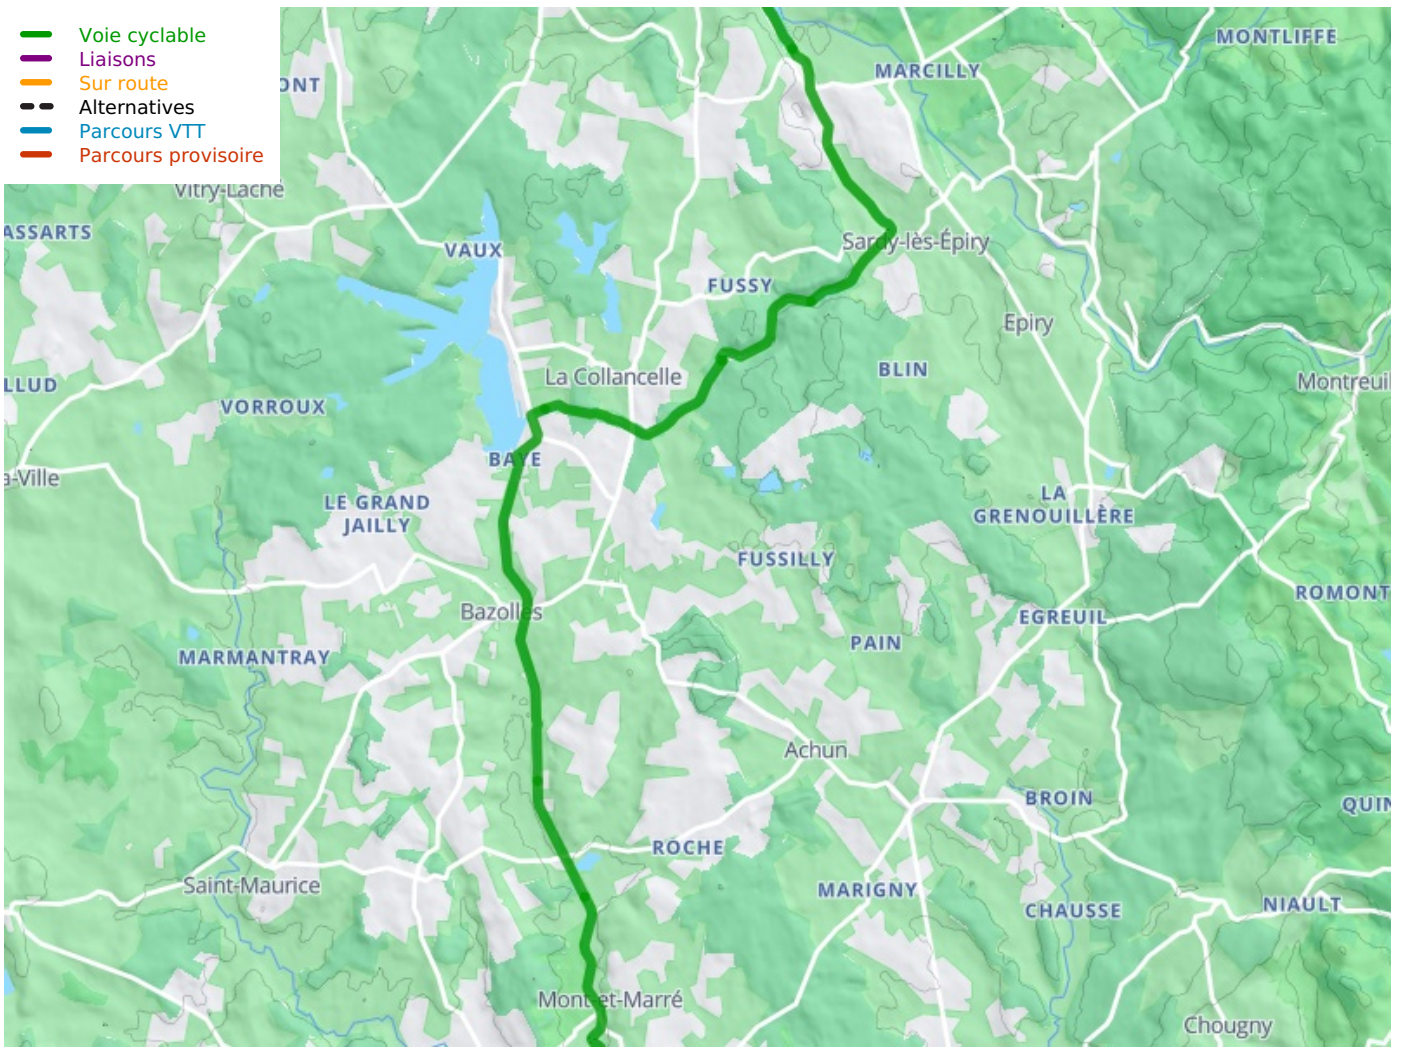 Voie cyclable
Liaisons
Sur route
Alternatives
Parcours VTT
Parcours provisoire
MONTLIFFE
MARCILLY
ONT
Vitry-Laché
ASSARTS
VAUX
Sardy-lès-Épiry
FUSSY
Epiry
BLIN
La Collancelle
Montreuil
LLUD
VORROUX
BAYE
a-Ville
LE GRAND
JAILLY
LA
GRENOUILLÈRE
FUSSILLY
ROMONT
Bazolles
EGREUIL
PAIN
MARMANTRAY
Achun
BROIN
QUIN
ROCHE
Saint-Maurice
MARIGNY
CHAUSSE
NIAULT
Mont-et-Marré
Chougny